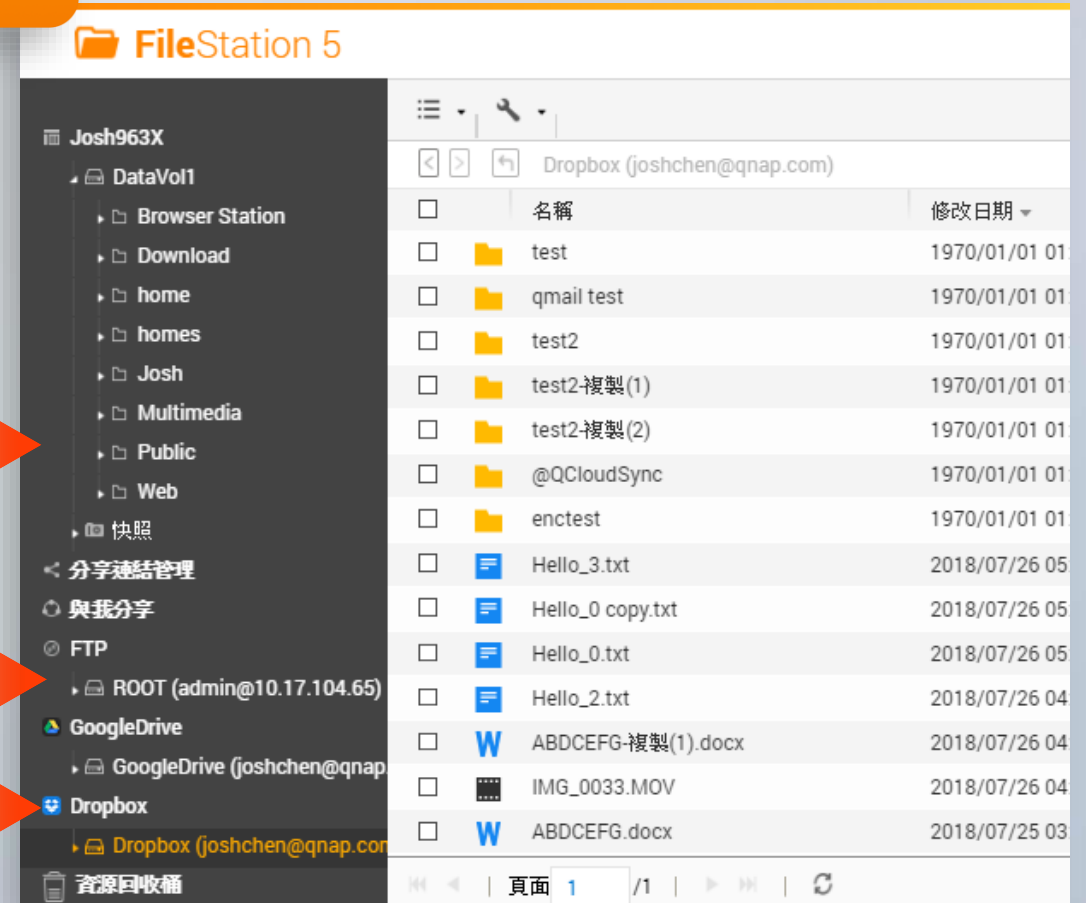 FileStation 5
Josh963X
DataVol1
Browser Station
Download
home
homes
Josh
Multimedia
Public
Web
快照
分享連結管理
與我分享
FTP
ROOT (admin@10.17.104.65)
GoogleDrive
GoogleDrive (joshchen@qnap.
Dropbox
Dropbox (joshchen@qnap.con
資源回收桶
Dropbox (joshchen@qnap.com)
名稱 修改日期
test 1970/01/01 01:
qmail test 1970/01/01 01:
test2 1970/01/01 01:
test2-複製(1) 1970/01/01 01:
test2-複製(2) 1970/01/01 01:
@QCloudSync 1970/01/01 01:
enctest 1970/01/01 01:
Hello_3.txt 2018/07/26 05:
Hello_0 copy.txt 2018/07/26 05:
Hello_0.txt 2018/07/26 05:
Hello_2.txt 2018/07/26 04:
W ABDCEFG-複製(1).docx 2018/07/26 04:
IMG_0033.MOV 2018/07/26 04:
W ABDCEFG.docx 2018/07/25 03:
頁面 1 /1